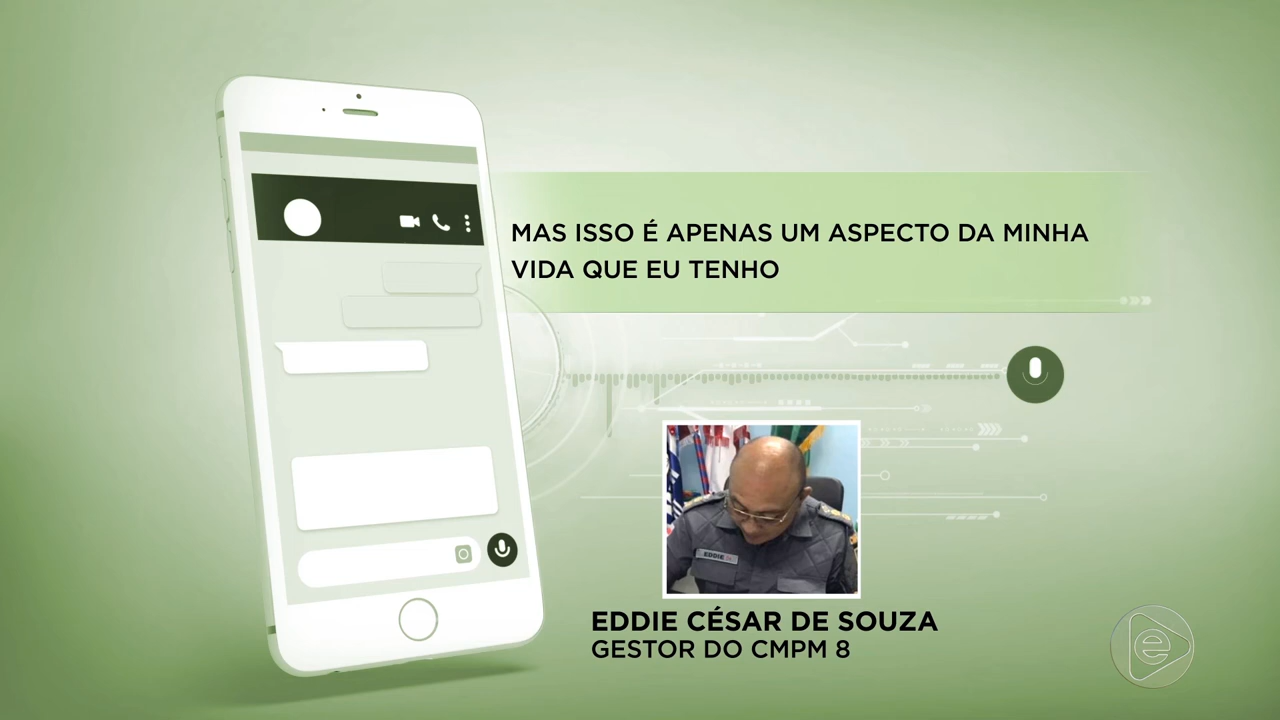 MAS ISSO É APENAS UM ASPECTO DA MINHA
VIDA QUE EU TENHO
EDDIE
EDDIE CÉSAR DE SOUZA
GESTOR DO CMPM 8
e